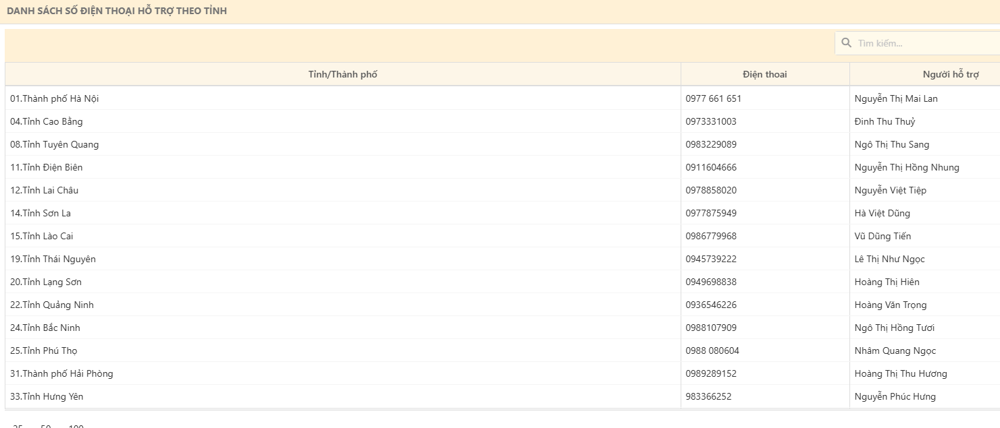 DANH SÁCH SỐ ĐIỆN THOẠI HỖ TRỢ THEO TỈNH
Tìm kiếm...
Tỉnh/Thành phố Điện thoai Người hỗ trợ
01.Thành phố Hà Nội 0977 661 651 Nguyễn Thị Mai Lan
04.Tỉnh Cao Bằng 0973331003 Đinh Thu Thuỷ
08.Tỉnh Tuyên Quang 0983229089 Ngô Thị Thu Sang
11.Tỉnh Điện Biên 0911604666 Nguyễn Thị Hồng Nhung
12.Tỉnh Lai Châu 0978858020 Nguyễn Việt Tiệp
14.Tỉnh Sơn La 0977875949 Hà Việt Dũng
15.Tỉnh Lào Cai 0986779968 Vũ Dũng Tiến
19.Tỉnh Thái Nguyên 0945739222 Lê Thị Như Ngọc
20.Tỉnh Lạng Sơn 0949698838 Hoàng Thị Hiên
22.Tỉnh Quảng Ninh 0936546226 Hoàng Văn Trọng
24.Tỉnh Bắc Ninh 0988107909 Ngô Thị Hồng Tươi
25.Tỉnh Phú Thọ 0988 080604 Nhâm Quang Ngọc
31.Thành phố Hải Phòng 0989289152 Hoàng Thị Thu Hương
33.Tỉnh Hưng Yên 983366252 Nguyễn Phúc Hưng
25 50 100